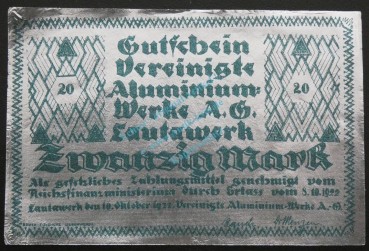 Gutschein
Vereinigte
20
Aluminium-
20
Werke A. G.
Lautawerk
Zwanzig Mark
Als gesetzliches Zahlungsmittel genehmigt vom
Reichsfinanzministerium durch Erlass vom
Lautawerk den 10. Oktober 1922 Vereinigte Aluminium-Werke A.-G.